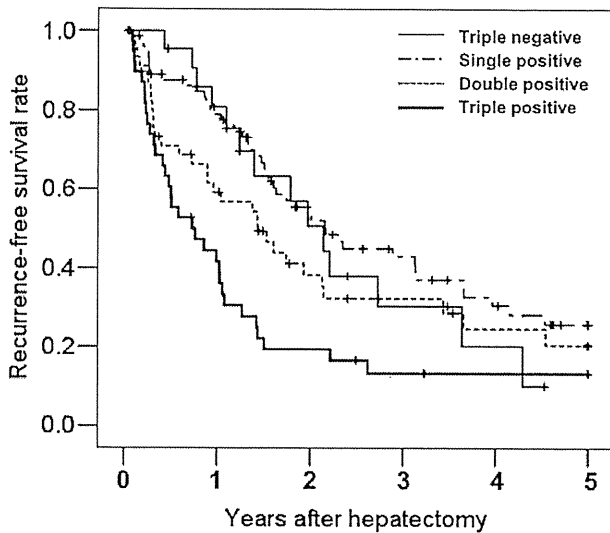 Recurrence-free survival rate
1.0
0.8
0.6
0.4
0.2
0.0
Triple negative
Single positive
Double positive
Triple positive
0 1 2 3 4 5
Years after hepatectomy